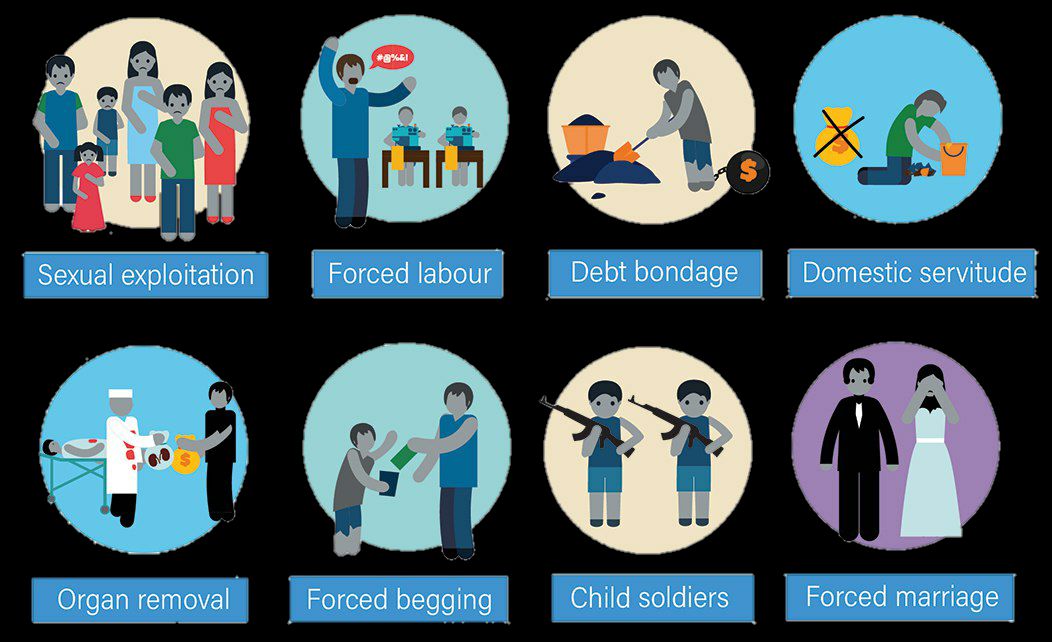 #@%&!
Sexual exploitation
Forced labour
Debt bondage
Domestic servitude
$
$
Organ removal
Forced begging
Child soldiers
Forced marriage